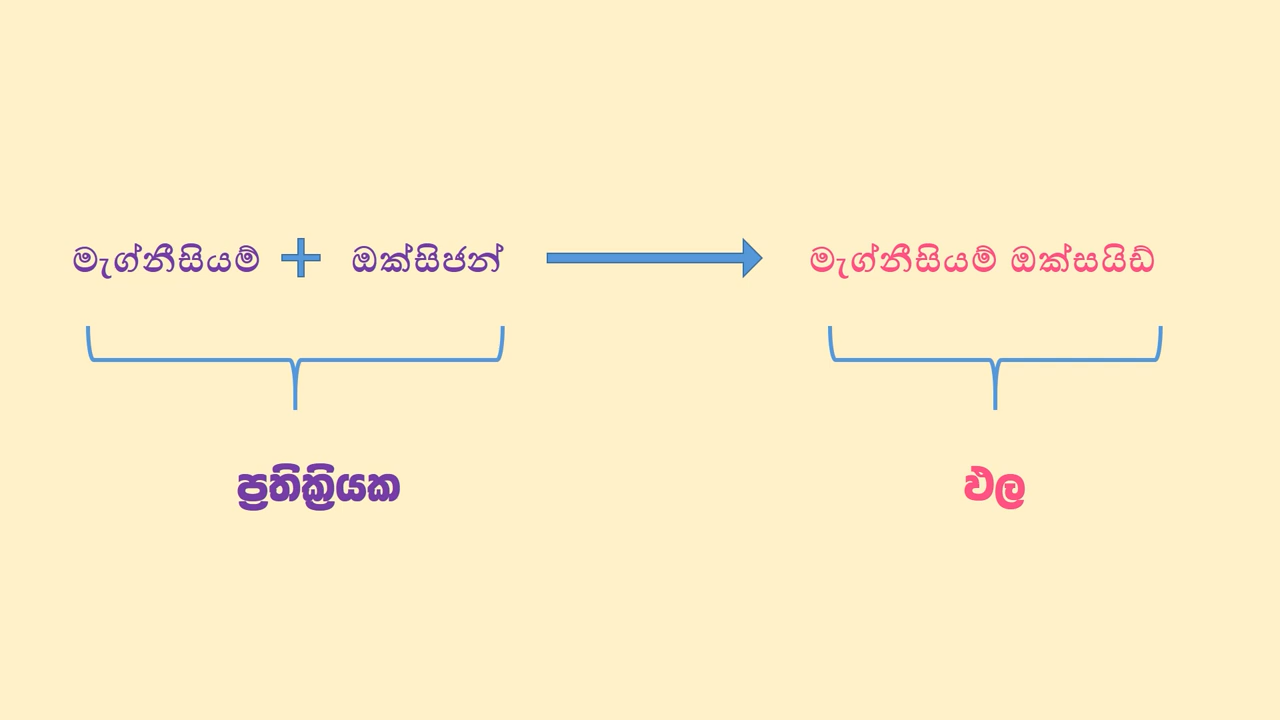 මැග්නීසියම් + ඔක්සිජන් → මැග්නීසියම් ඔක්සයිඩ්
ප්‍රතික්‍රියක ඵල